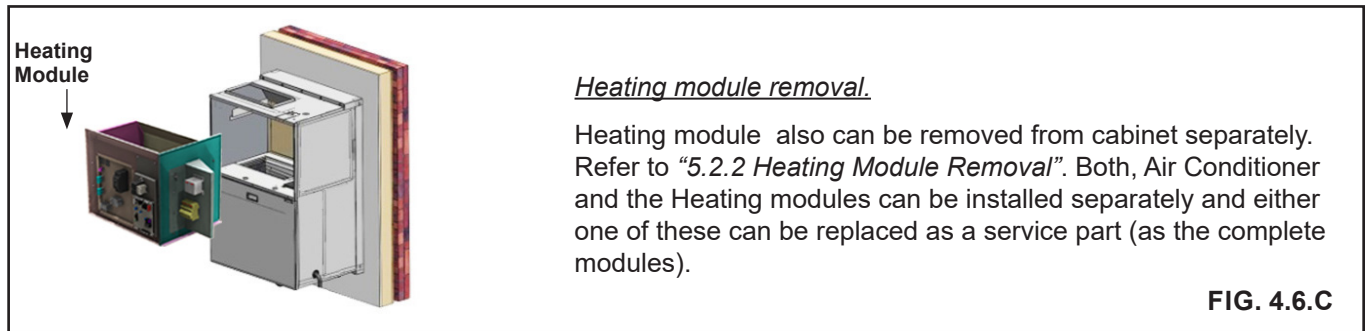 Heating
Module
Heating module removal.
Heating module also can be removed from cabinet separately.
Refer to “5.2.2 Heating Module Removal”. Both, Air Conditioner
and the Heating modules can be installed separately and either
one of these can be replaced as a service part (as the complete
modules).
FIG. 4.6.C